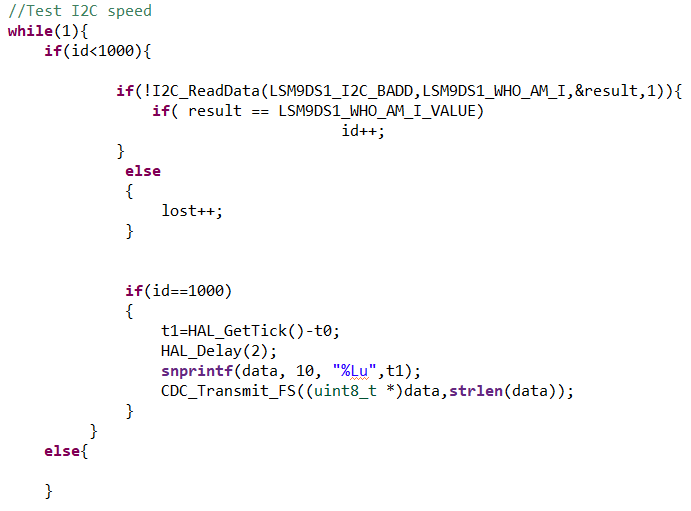 //Test I2C speed
while(1){
    if(id<1000){
            if(!I2C_ReadData(LSM9DS1_I2C_BADD,LSM9DS1_WHO_AM_I,&result,1)){
                if( result == LSM9DS1_WHO_AM_I_VALUE)
                                     id++;
            }
             else
             {
                 lost++;
             }
             if(id==1000)
             {
                 t1=HAL_GetTick()-t0;
                 HAL_Delay(2);
                 snprintf(data, 10, "%Lu",t1);
                 CDC_Transmit_FS((uint8_t *)data,strlen(data));
             }
         }
    else{
    }